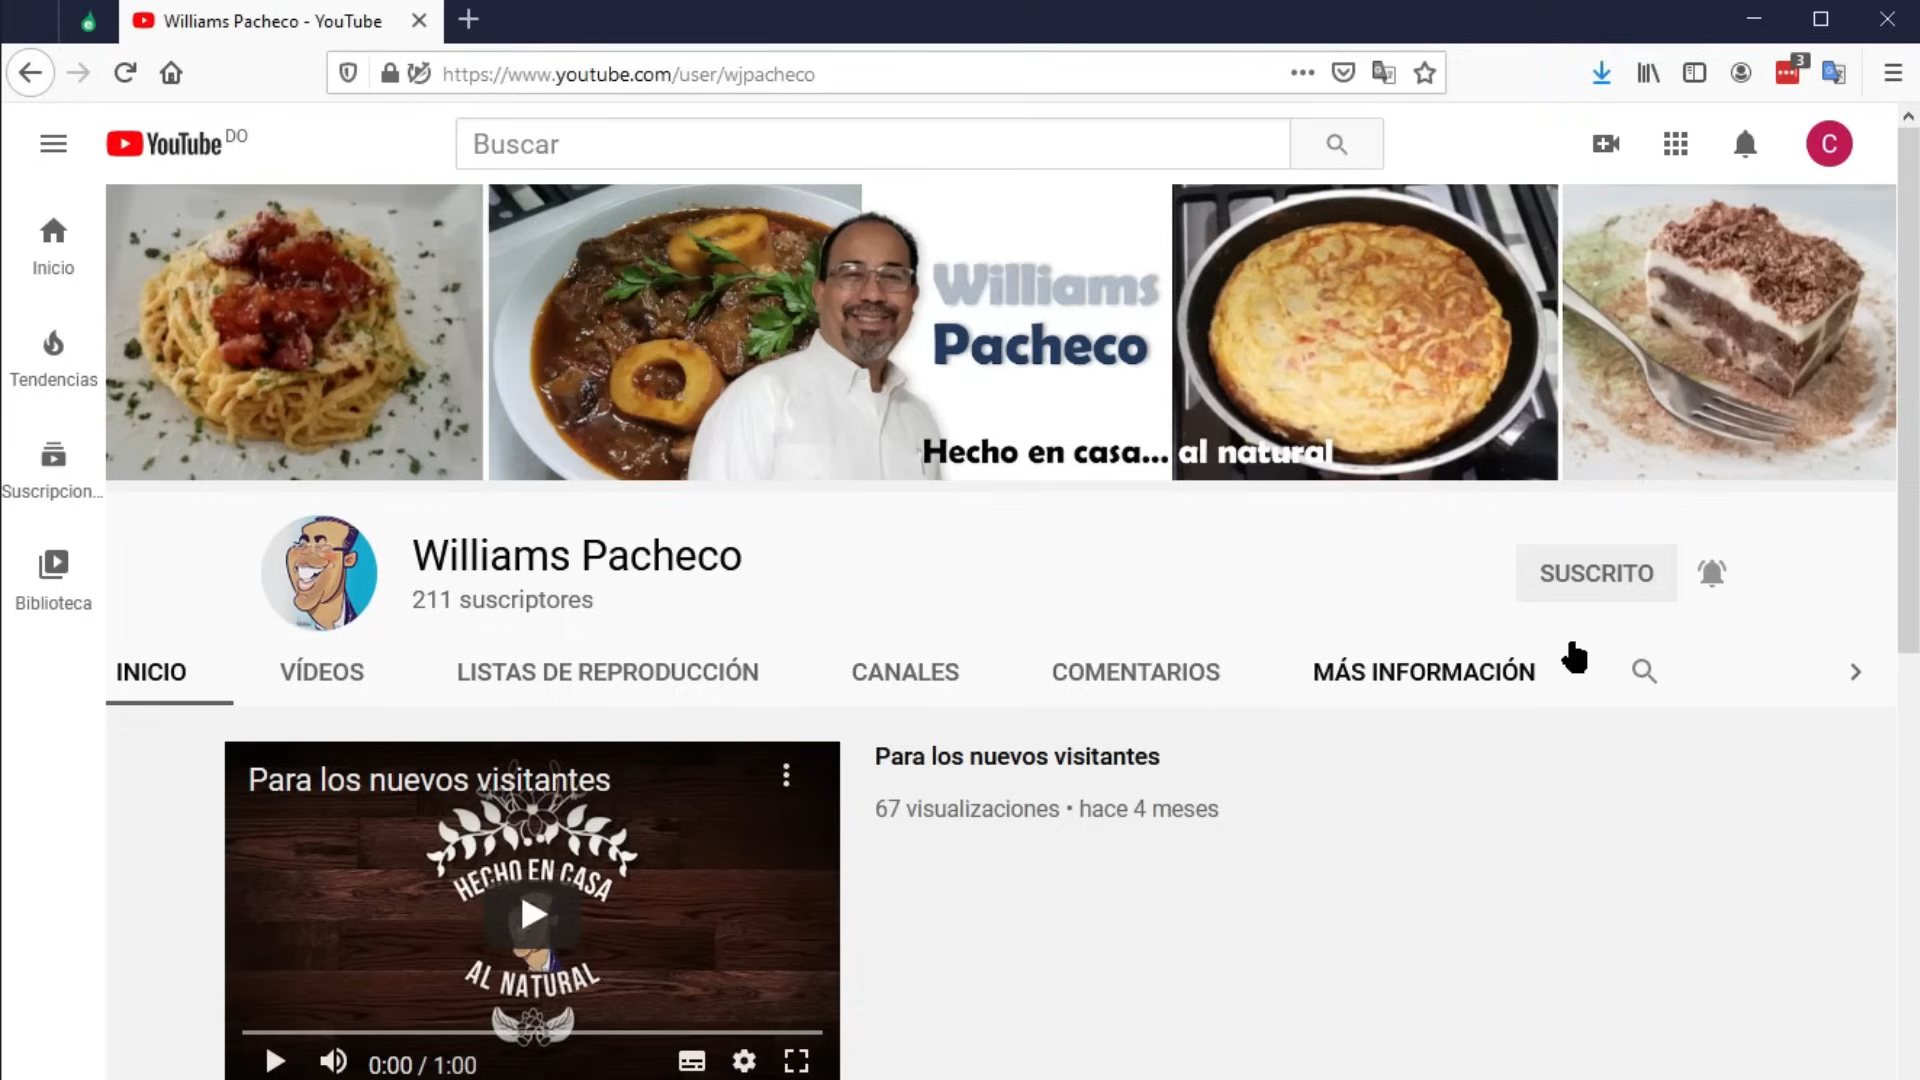 Williams Pacheco - YouTube
https://www.youtube.com/user/wjpacheco
3
YouTube DO
Buscar
C
Inicio
Tendencias
Suscripcion...
Biblioteca
Williams
Pacheco
Hecho en casa... al natural
Williams Pacheco
211 suscriptores
SUSCRITO
INICIO
VÍDEOS
LISTAS DE REPRODUCCIÓN
CANALES
COMENTARIOS
MÁS INFORMACIÓN
Para los nuevos visitantes
HECHO EN CASA
AL NATURAL
0:00 / 1:00
Para los nuevos visitantes
67 visualizaciones • hace 4 meses